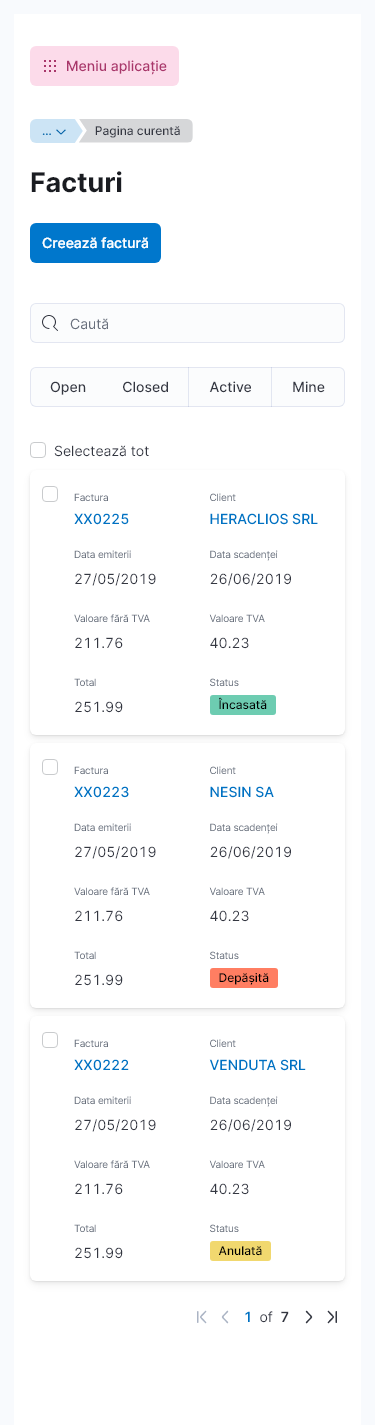 Meniu aplicație
... Pagina curentă
Facturi
Creează factură
Caută
Open Closed Active Mine
Selectează tot
Factura Client
XX0225 HERACLIOS SRL
Data emiterii Data scadenței
27/05/2019 26/06/2019
Valoare fără TVA Valoare TVA
211.76 40.23
Total Status
251.99 Încasată
Factura Client
XX0223 NESIN SA
Data emiterii Data scadenței
27/05/2019 26/06/2019
Valoare fără TVA Valoare TVA
211.76 40.23
Total Status
251.99 Depășită
Factura Client
XX0222 VENDUTA SRL
Data emiterii Data scadenței
27/05/2019 26/06/2019
Valoare fără TVA Valoare TVA
211.76 40.23
Total Status
251.99 Anulată
1 of 7